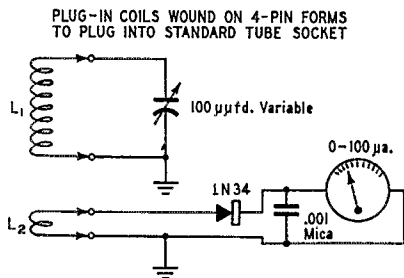 PLUG-IN COILS WOUND ON 4-PIN FORMS
TO PLUG INTO STANDARD TUBE SOCKET
L₁
100 μμfd. Variable
0-100 μa.
1N34
L₂
.001
Mica